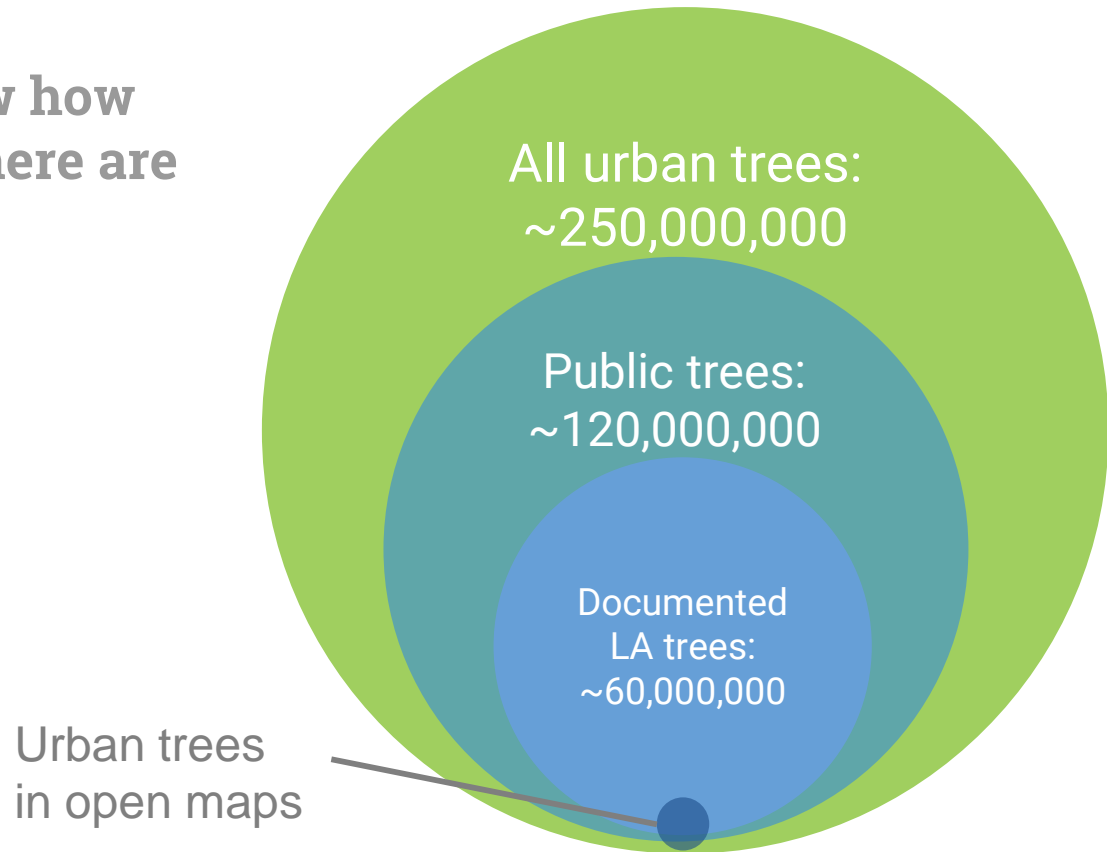 how
are
All urban trees:
~250,000,000
Public trees:
~120,000,000
Documented
LA trees:
~60,000,000
Urban trees
in open maps